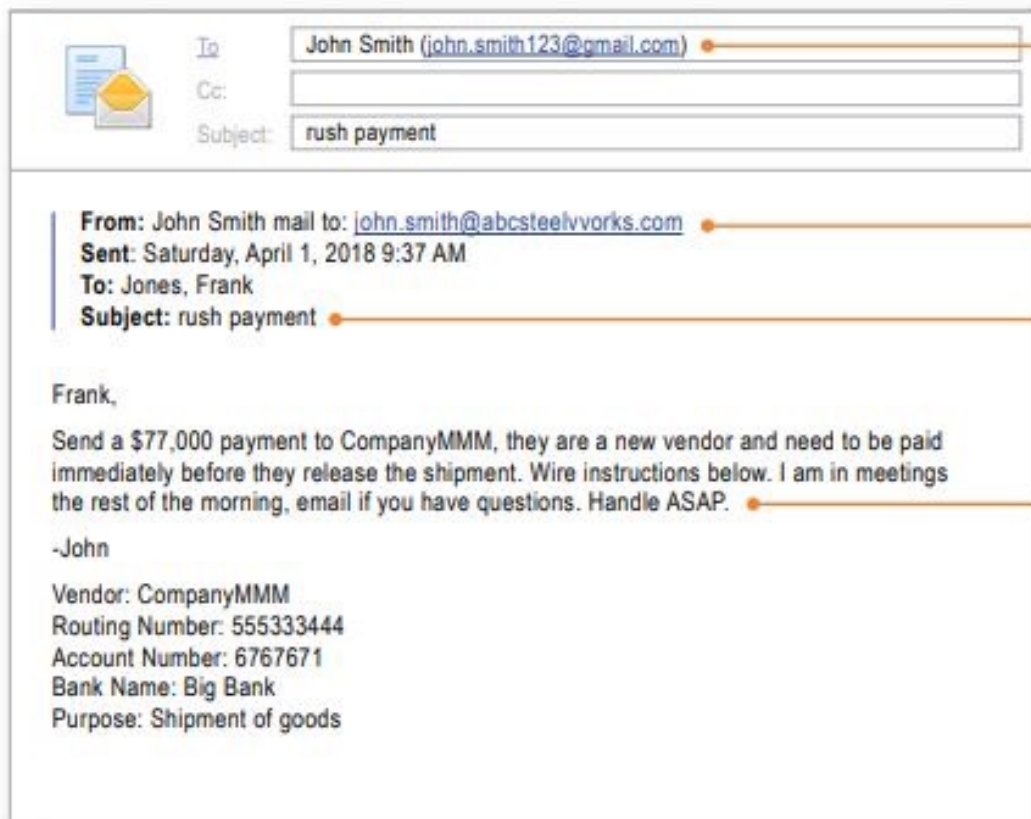 To John Smith (john.smith123@gmail.com)
Cc:
Subject: rush payment
From: John Smith mail to: john.smith@abcsteelvvorks.com
Sent: Saturday, April 1, 2018 9:37 AM
To: Jones, Frank
Subject: rush payment
Frank,
Send a $77,000 payment to CompanyMMM, they are a new vendor and need to be paid
immediately before they release the shipment. Wire instructions below. I am in meetings
the rest of the morning, email if you have questions. Handle ASAP.
-John
Vendor: CompanyMMM
Routing Number: 555333444
Account Number: 6767671
Bank Name: Big Bank
Purpose: Shipment of goods